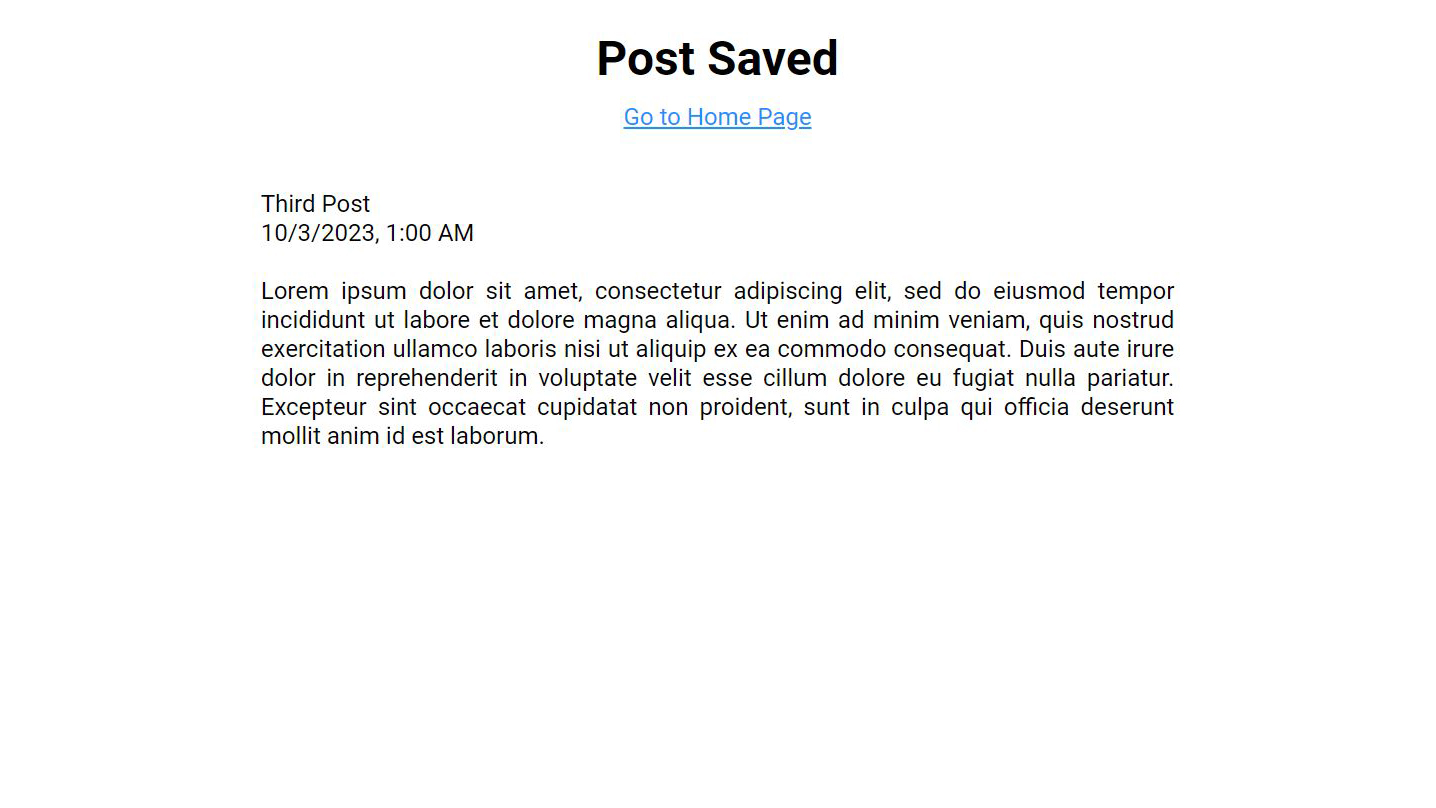 Post Saved
Go to Home Page
Third Post
10/3/2023, 1:00 AM
Lorem ipsum dolor sit amet, consectetur adipiscing elit, sed do eiusmod tempor
incididunt ut labore et dolore magna aliqua. Ut enim ad minim veniam, quis nostrud
exercitation ullamco laboris nisi ut aliquip ex ea commodo consequat. Duis aute irure
dolor in reprehenderit in voluptate velit esse cillum dolore eu fugiat nulla pariatur.
Excepteur sint occaecat cupidatat non proident, sunt in culpa qui officia deserunt
mollit anim id est laborum.